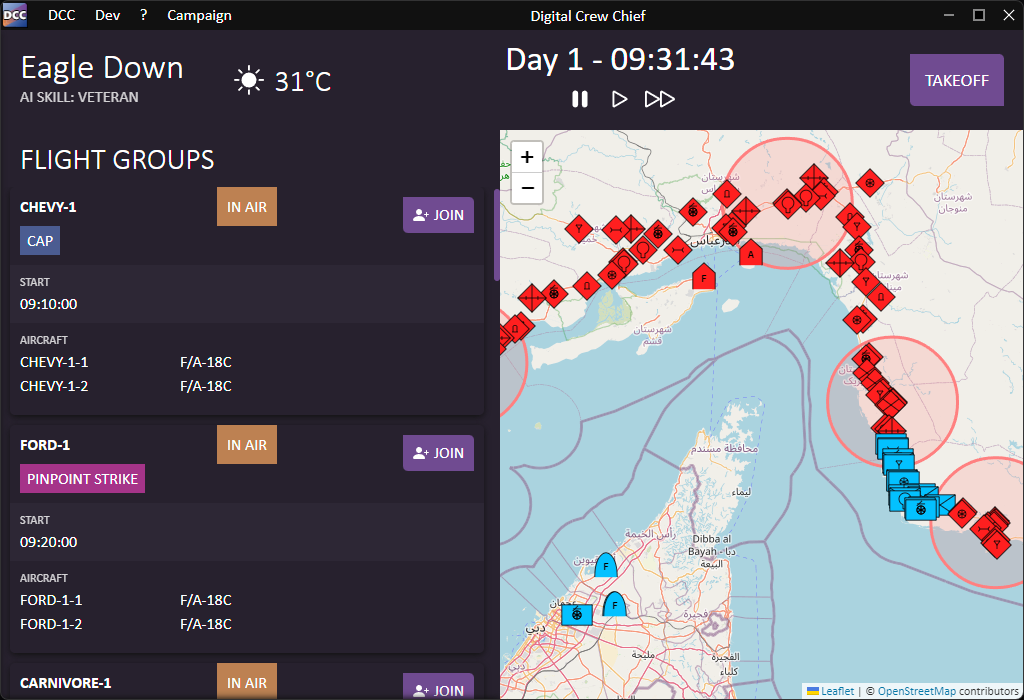 DCC DCC Dev ? Campaign Digital Crew Chief
Eagle Down
AI SKILL: VETERAN
31°C
Day 1 - 09:31:43
TAKEOFF
FLIGHT GROUPS
CHEVY-1 IN AIR JOIN
CAP
START
09:10:00
AIRCRAFT
CHEVY-1-1 F/A-18C
CHEVY-1-2 F/A-18C
FORD-1 IN AIR JOIN
PINPOINT STRIKE
START
09:20:00
AIRCRAFT
FORD-1-1 F/A-18C
FORD-1-2 F/A-18C
CARNIVORE-1 IN AIR JOIN
+
−
شهرستان
منوجان
A
F
شهرستان
قشم
محافظة مسندم
ليماء
رأس الخيمة
Dibba al
Bayah - دبا
البيعة
F
F
عجمان
دبي
الفجيرة
مليحة
الفريفارة
كلباء
Leaflet | © OpenStreetMap contributors